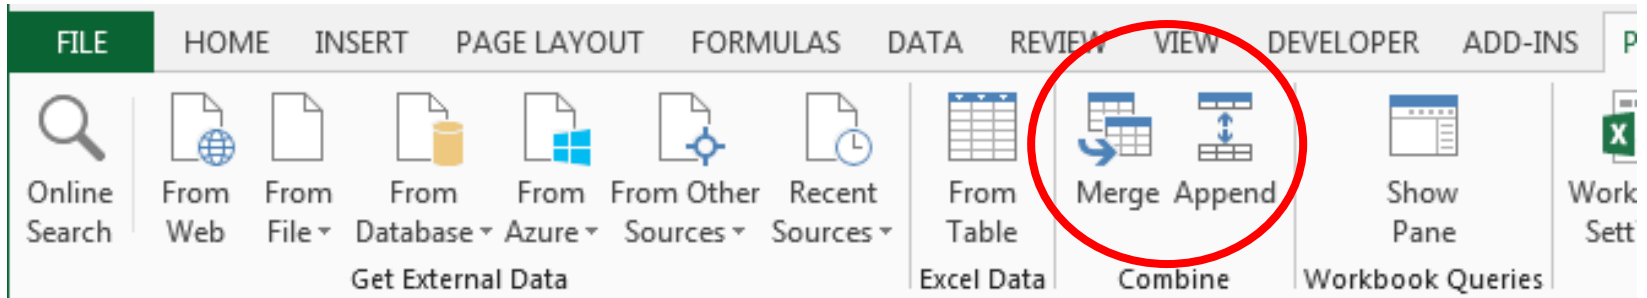 FILE HOME INSERT PAGE LAYOUT FORMULAS DATA REVIEW VIEW DEVELOPER ADD-INS P
Online Search
From Web
From File
From Database
From Azure
From Other Sources
Recent Sources
From Table
Merge
Append
Show Pane
Work
Sett
Get External Data
Excel Data
Combine
Workbook Queries